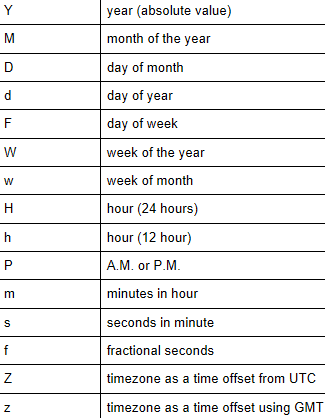 Y year (absolute value)
M month of the year
D day of month
d day of year
F day of week
W week of the year
w week of month
H hour (24 hours)
h hour (12 hour)
P A.M. or P.M.
m minutes in hour
s seconds in minute
f fractional seconds
Z timezone as a time offset from UTC
z timezone as a time offset using GMT